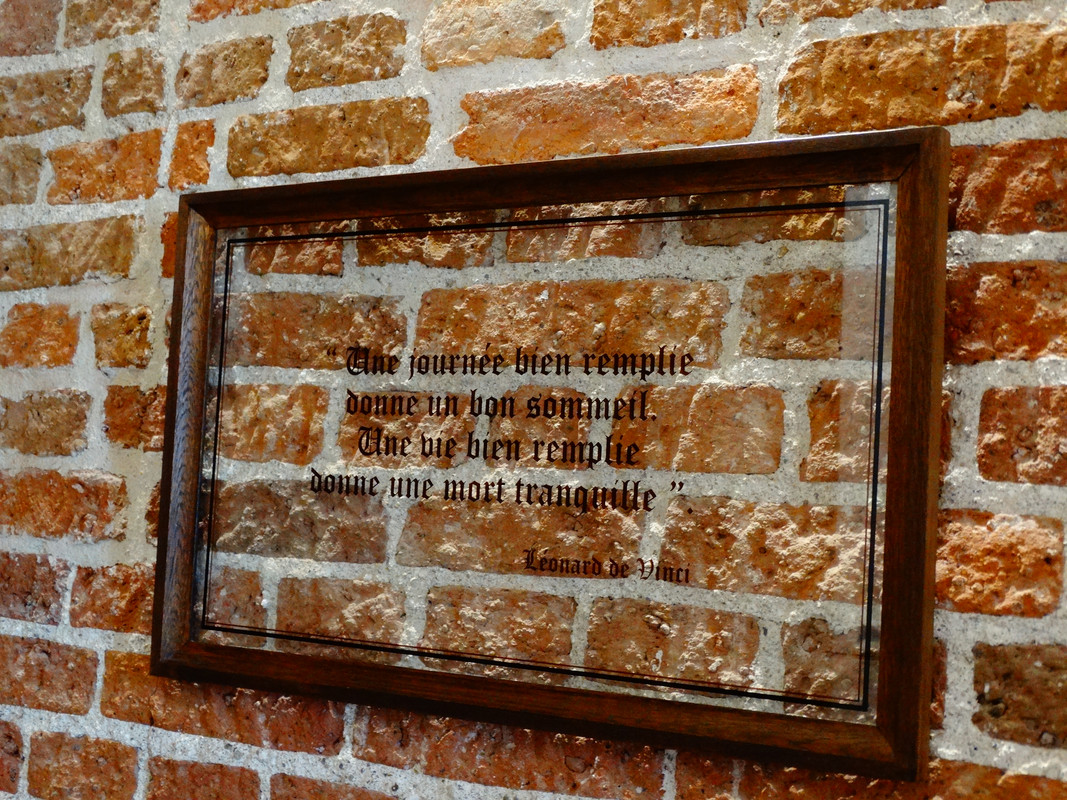 “ Une journée bien remplie
donne un bon sommeil.
Une vie bien remplie
donne une mort tranquille ”.
Léonard de Vinci